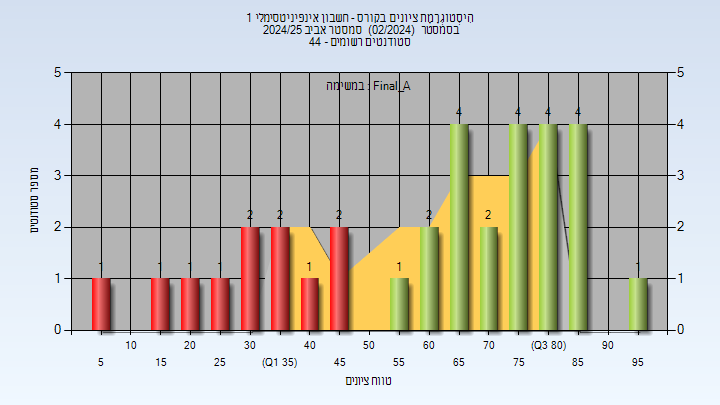 היסטוגרמת ציונים בקורס - חשבון אינפיניטסימלי 1
בסמסטר (02/2024) סמסטר אביב 2024/25
סטודנטים רשומים - 44
במשימה : Final_A
מספר סטודנטים
5 5
4 4
3 3
2 2
1 1
0 0
1 1 1 1 2 2 1 2 1 2 4 2 4 4 4 1
10 20 30 40 50 60 70 (Q3 80) 90
5 15 25 (Q1 35) 45 55 65 75 85 95
טווח ציונים